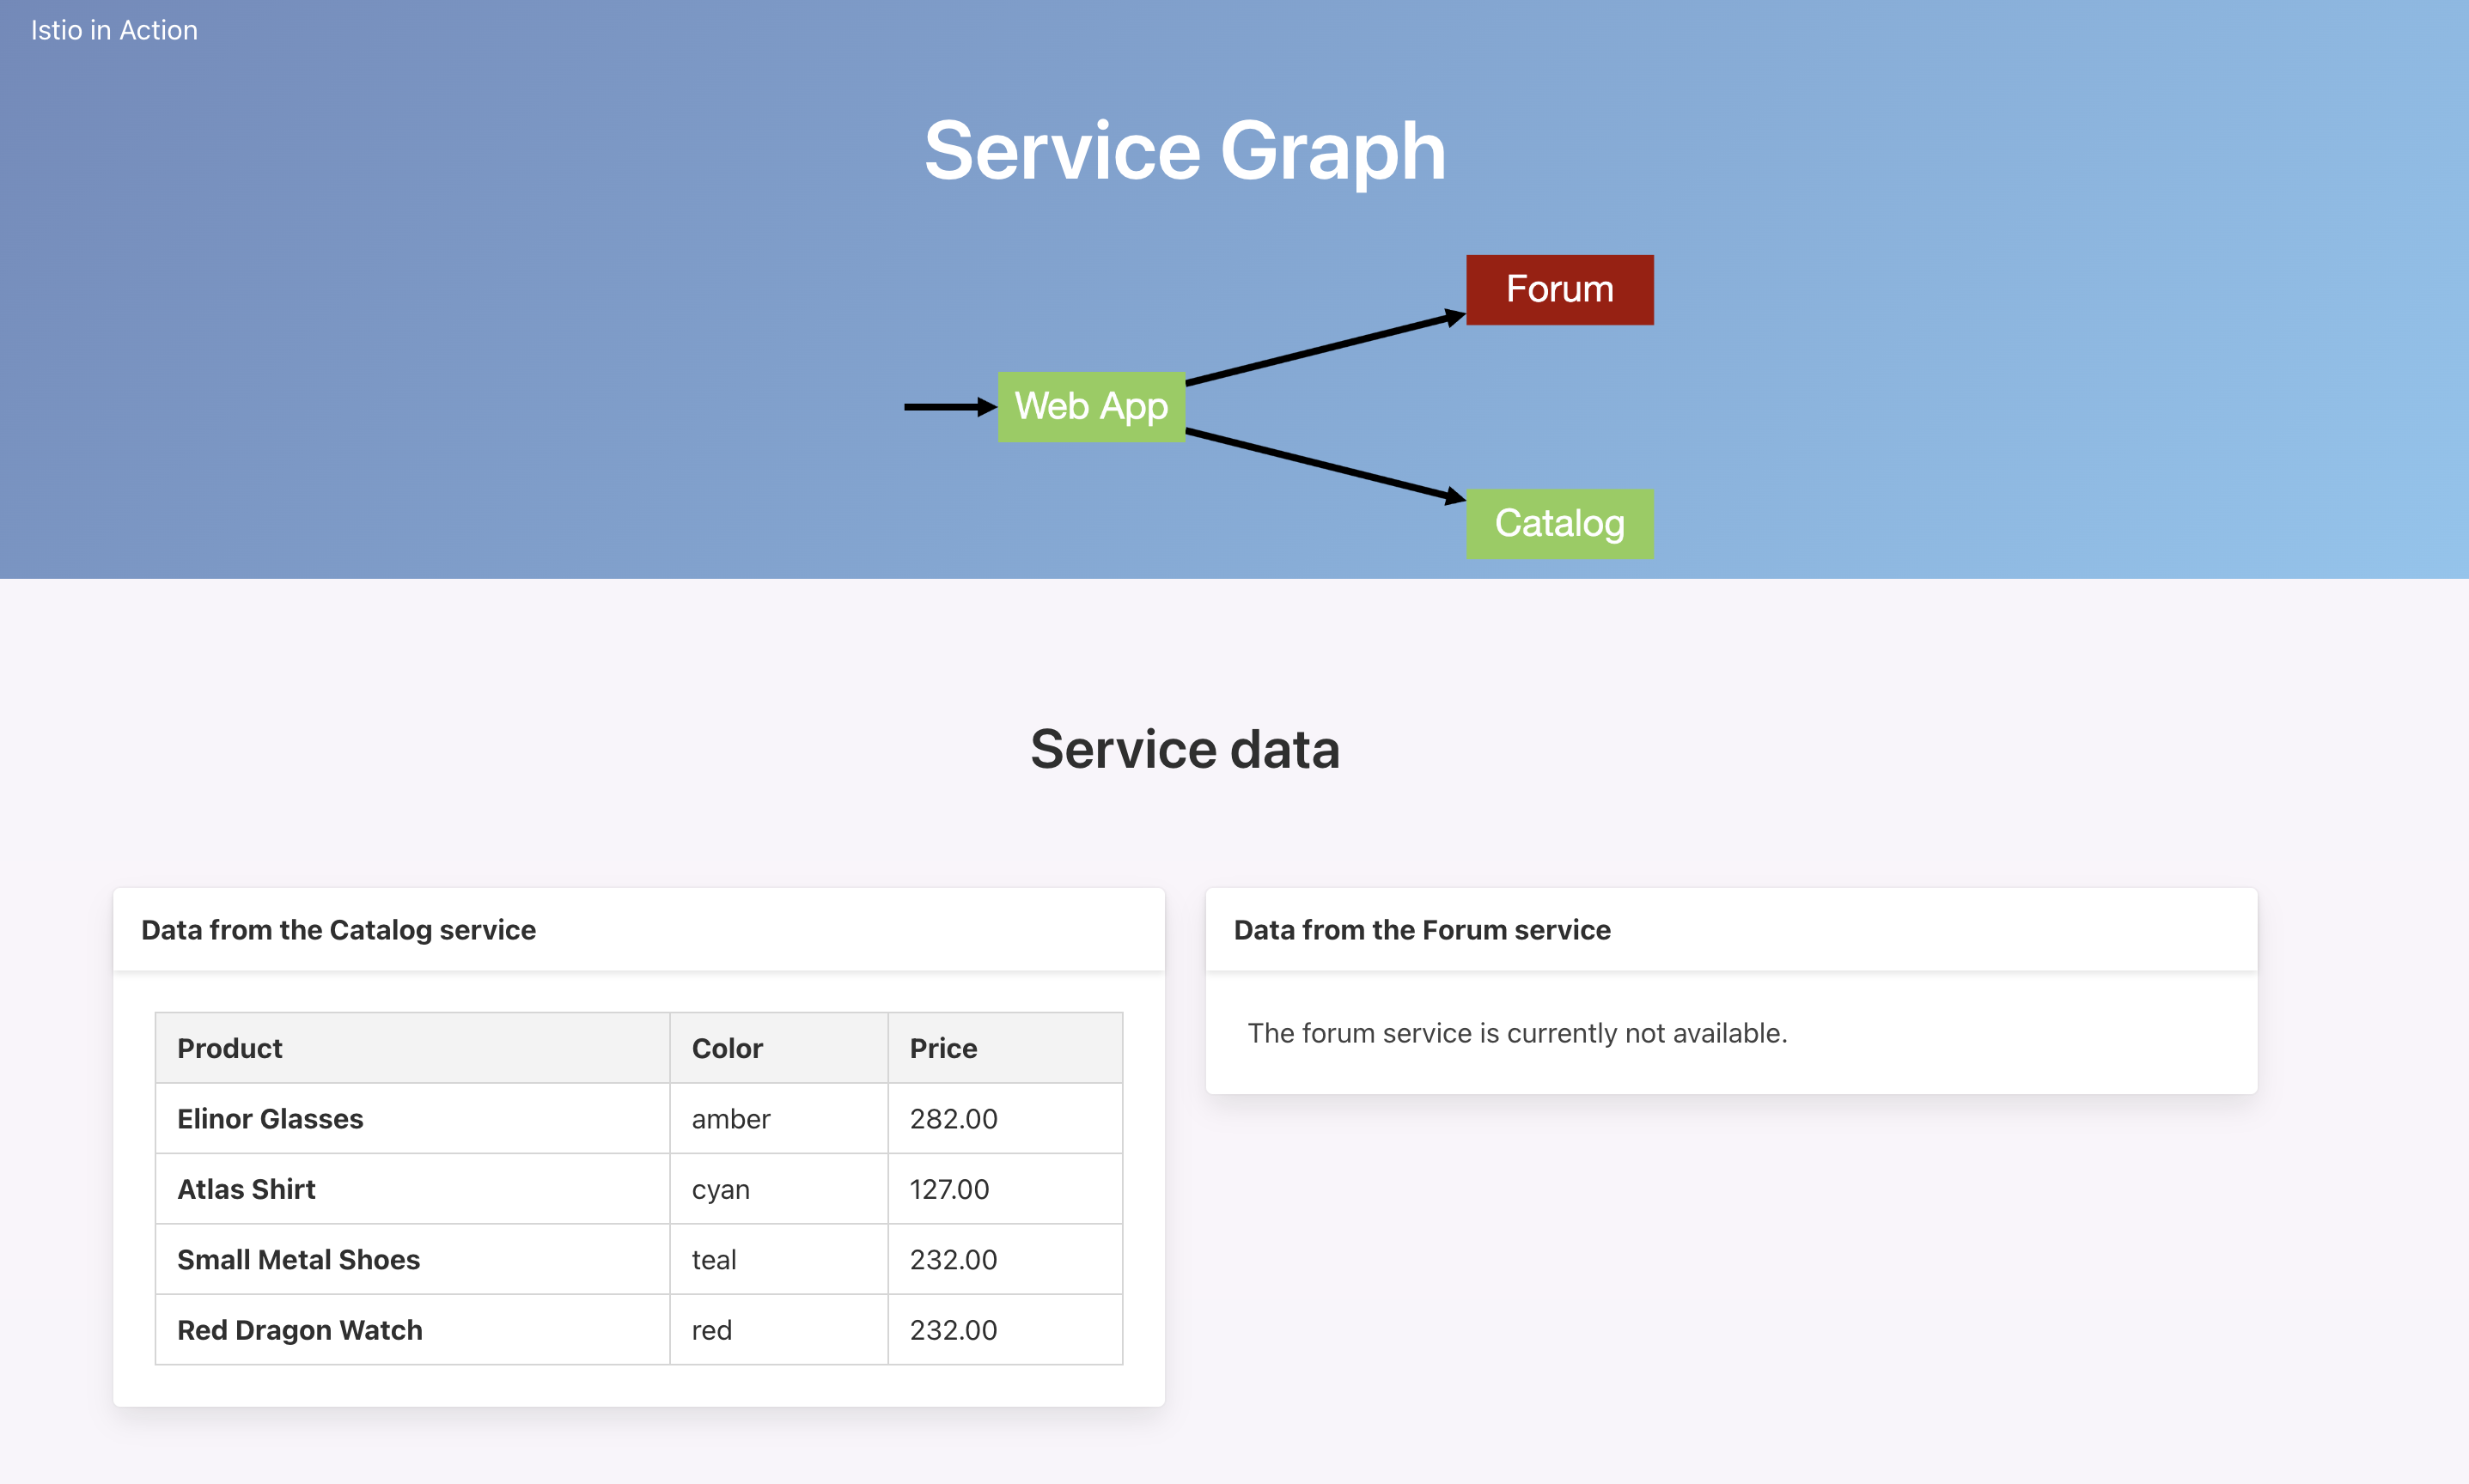 Istio in Action
Service Graph
Forum
Web App
Catalog
Service data
Data from the Catalog service
Product Color Price
Elinor Glasses amber 282.00
Atlas Shirt cyan 127.00
Small Metal Shoes teal 232.00
Red Dragon Watch red 232.00
Data from the Forum service
The forum service is currently not available.